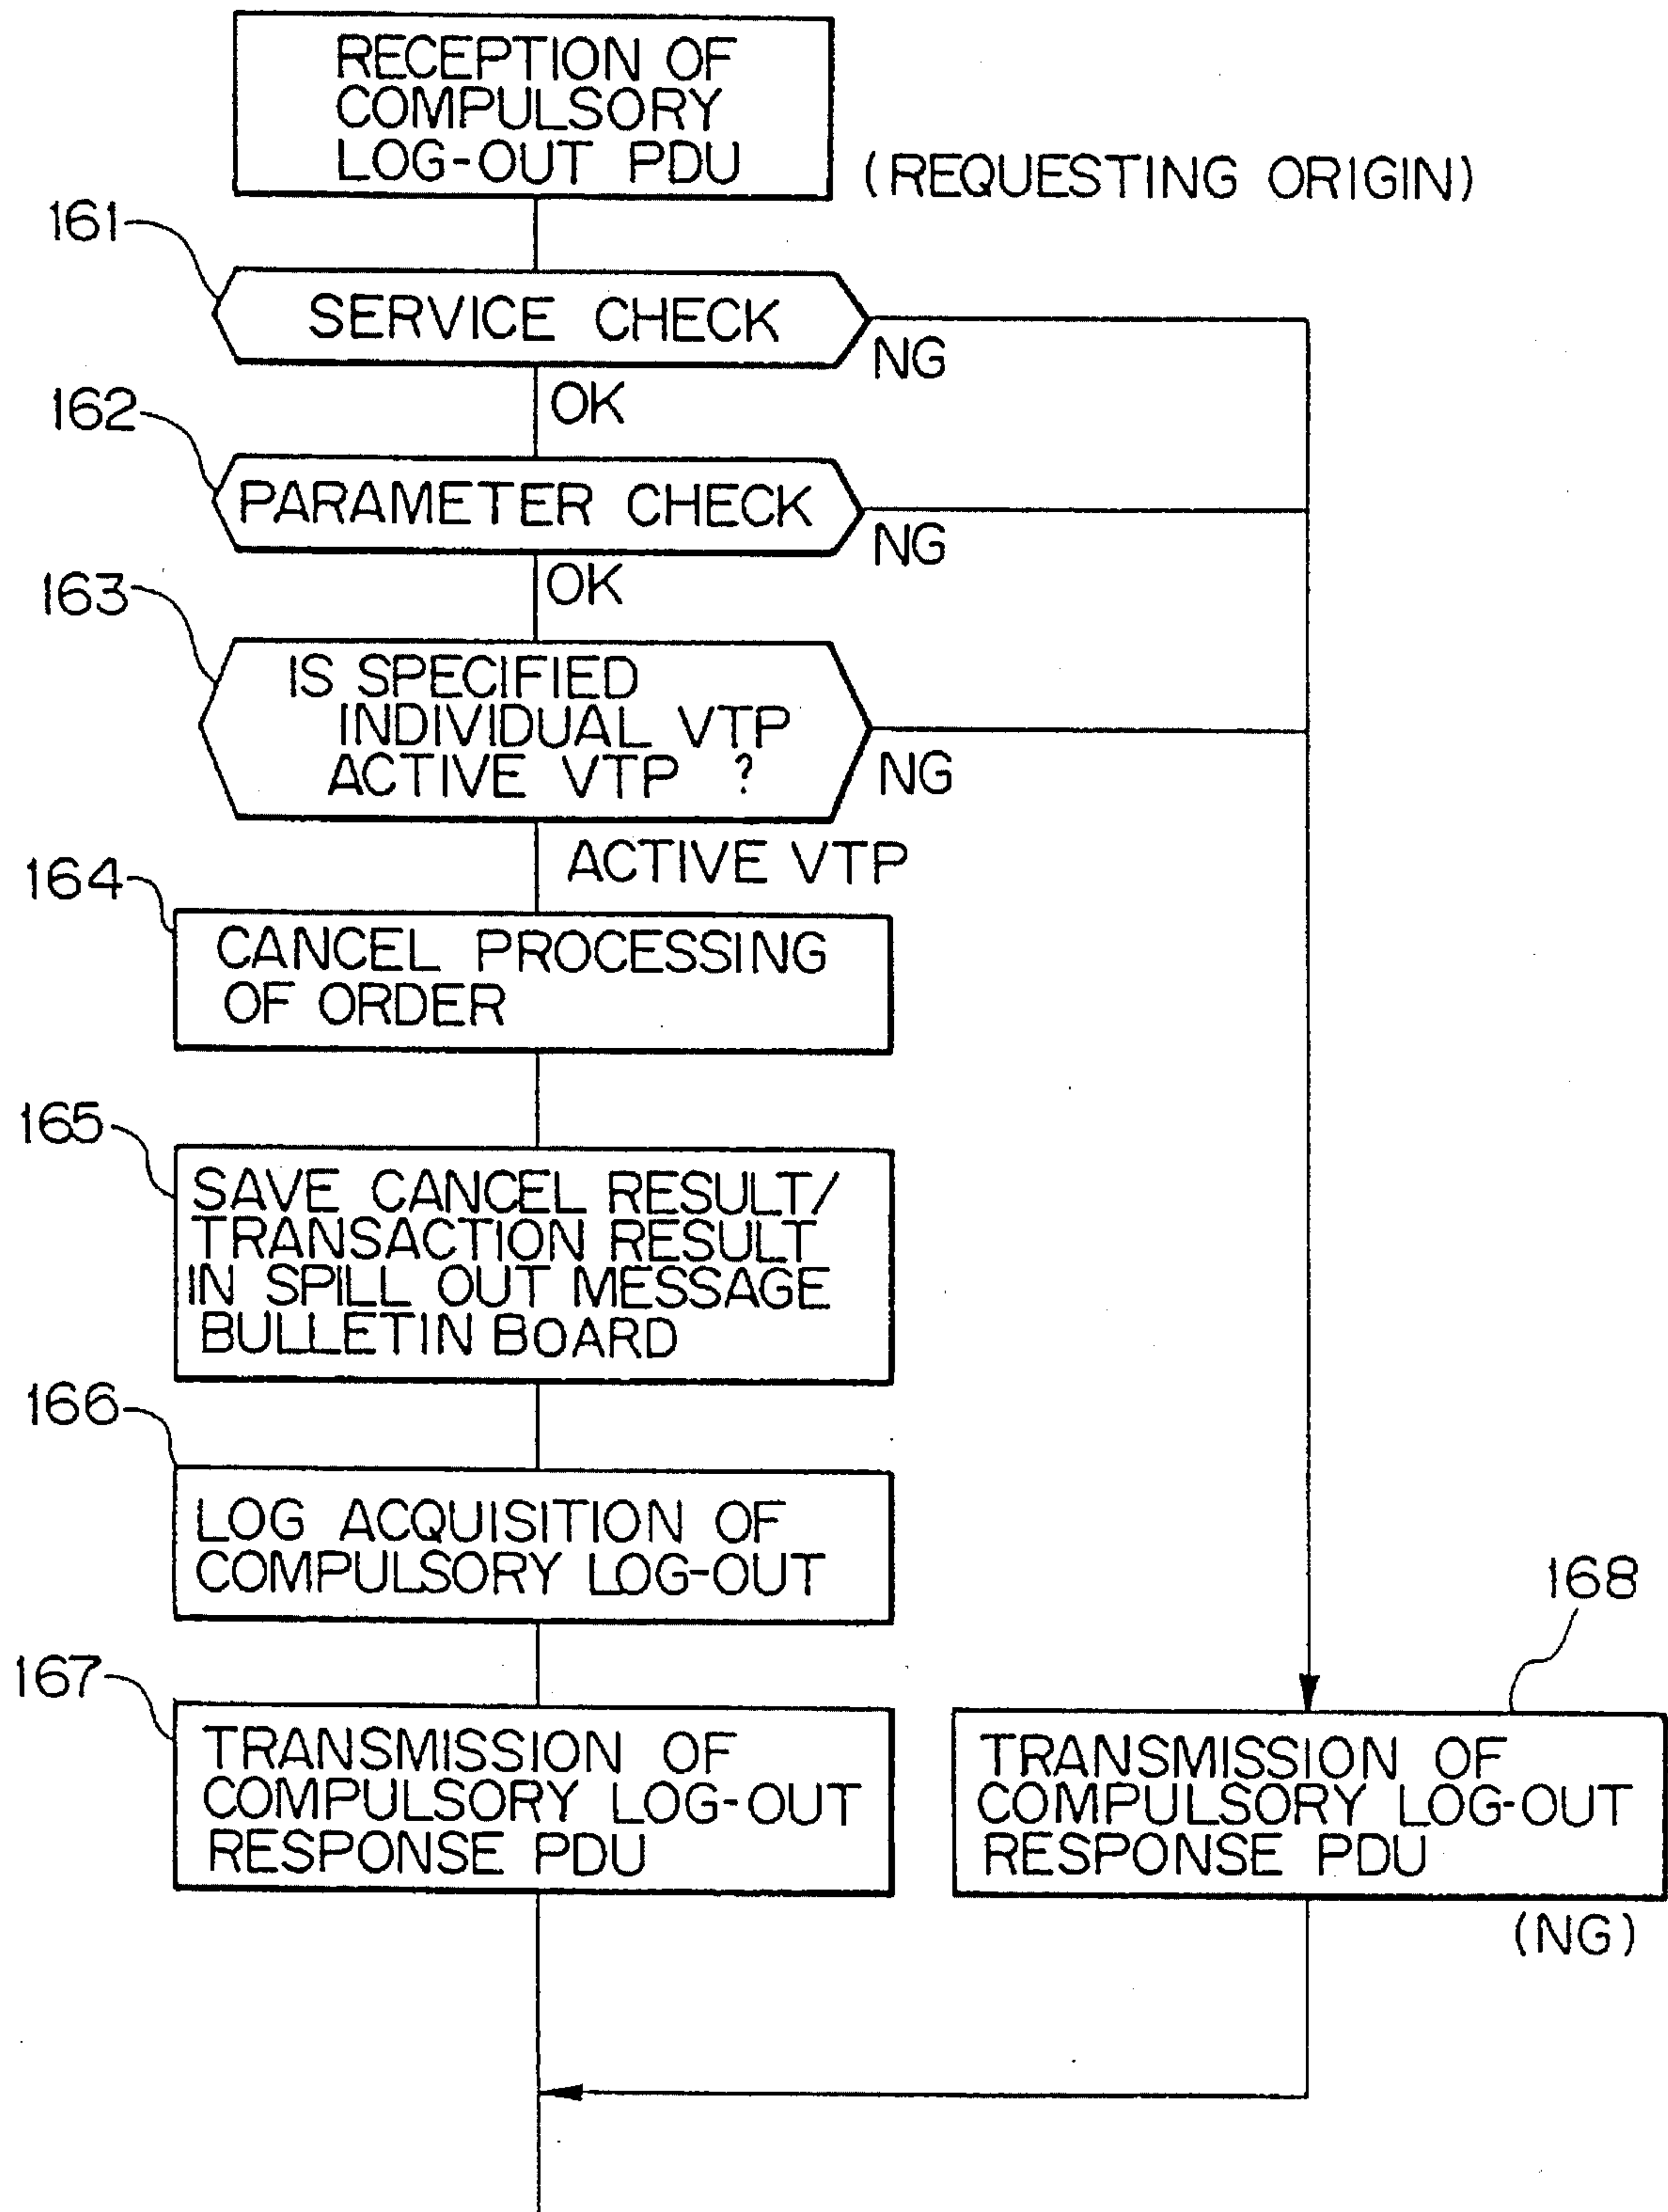 RECEPTION OF
COMPULSORY
LOG-OUT PDU
(REQUESTING ORIGIN)
161
SERVICE CHECK
NG
OK
162
PARAMETER CHECK
NG
OK
163
IS SPECIFIED
INDIVIDUAL VTP
ACTIVE VTP ?
NG
ACTIVE VTP
164
CANCEL PROCESSING
OF ORDER
165
SAVE CANCEL RESULT/
TRANSACTION RESULT
IN SPILL OUT MESSAGE
BULLETIN BOARD
166
LOG ACQUISITION OF
COMPULSORY LOG-OUT
167
TRANSMISSION OF
COMPULSORY LOG-OUT
RESPONSE PDU
168
TRANSMISSION OF
COMPULSORY LOG-OUT
RESPONSE PDU
(NG)